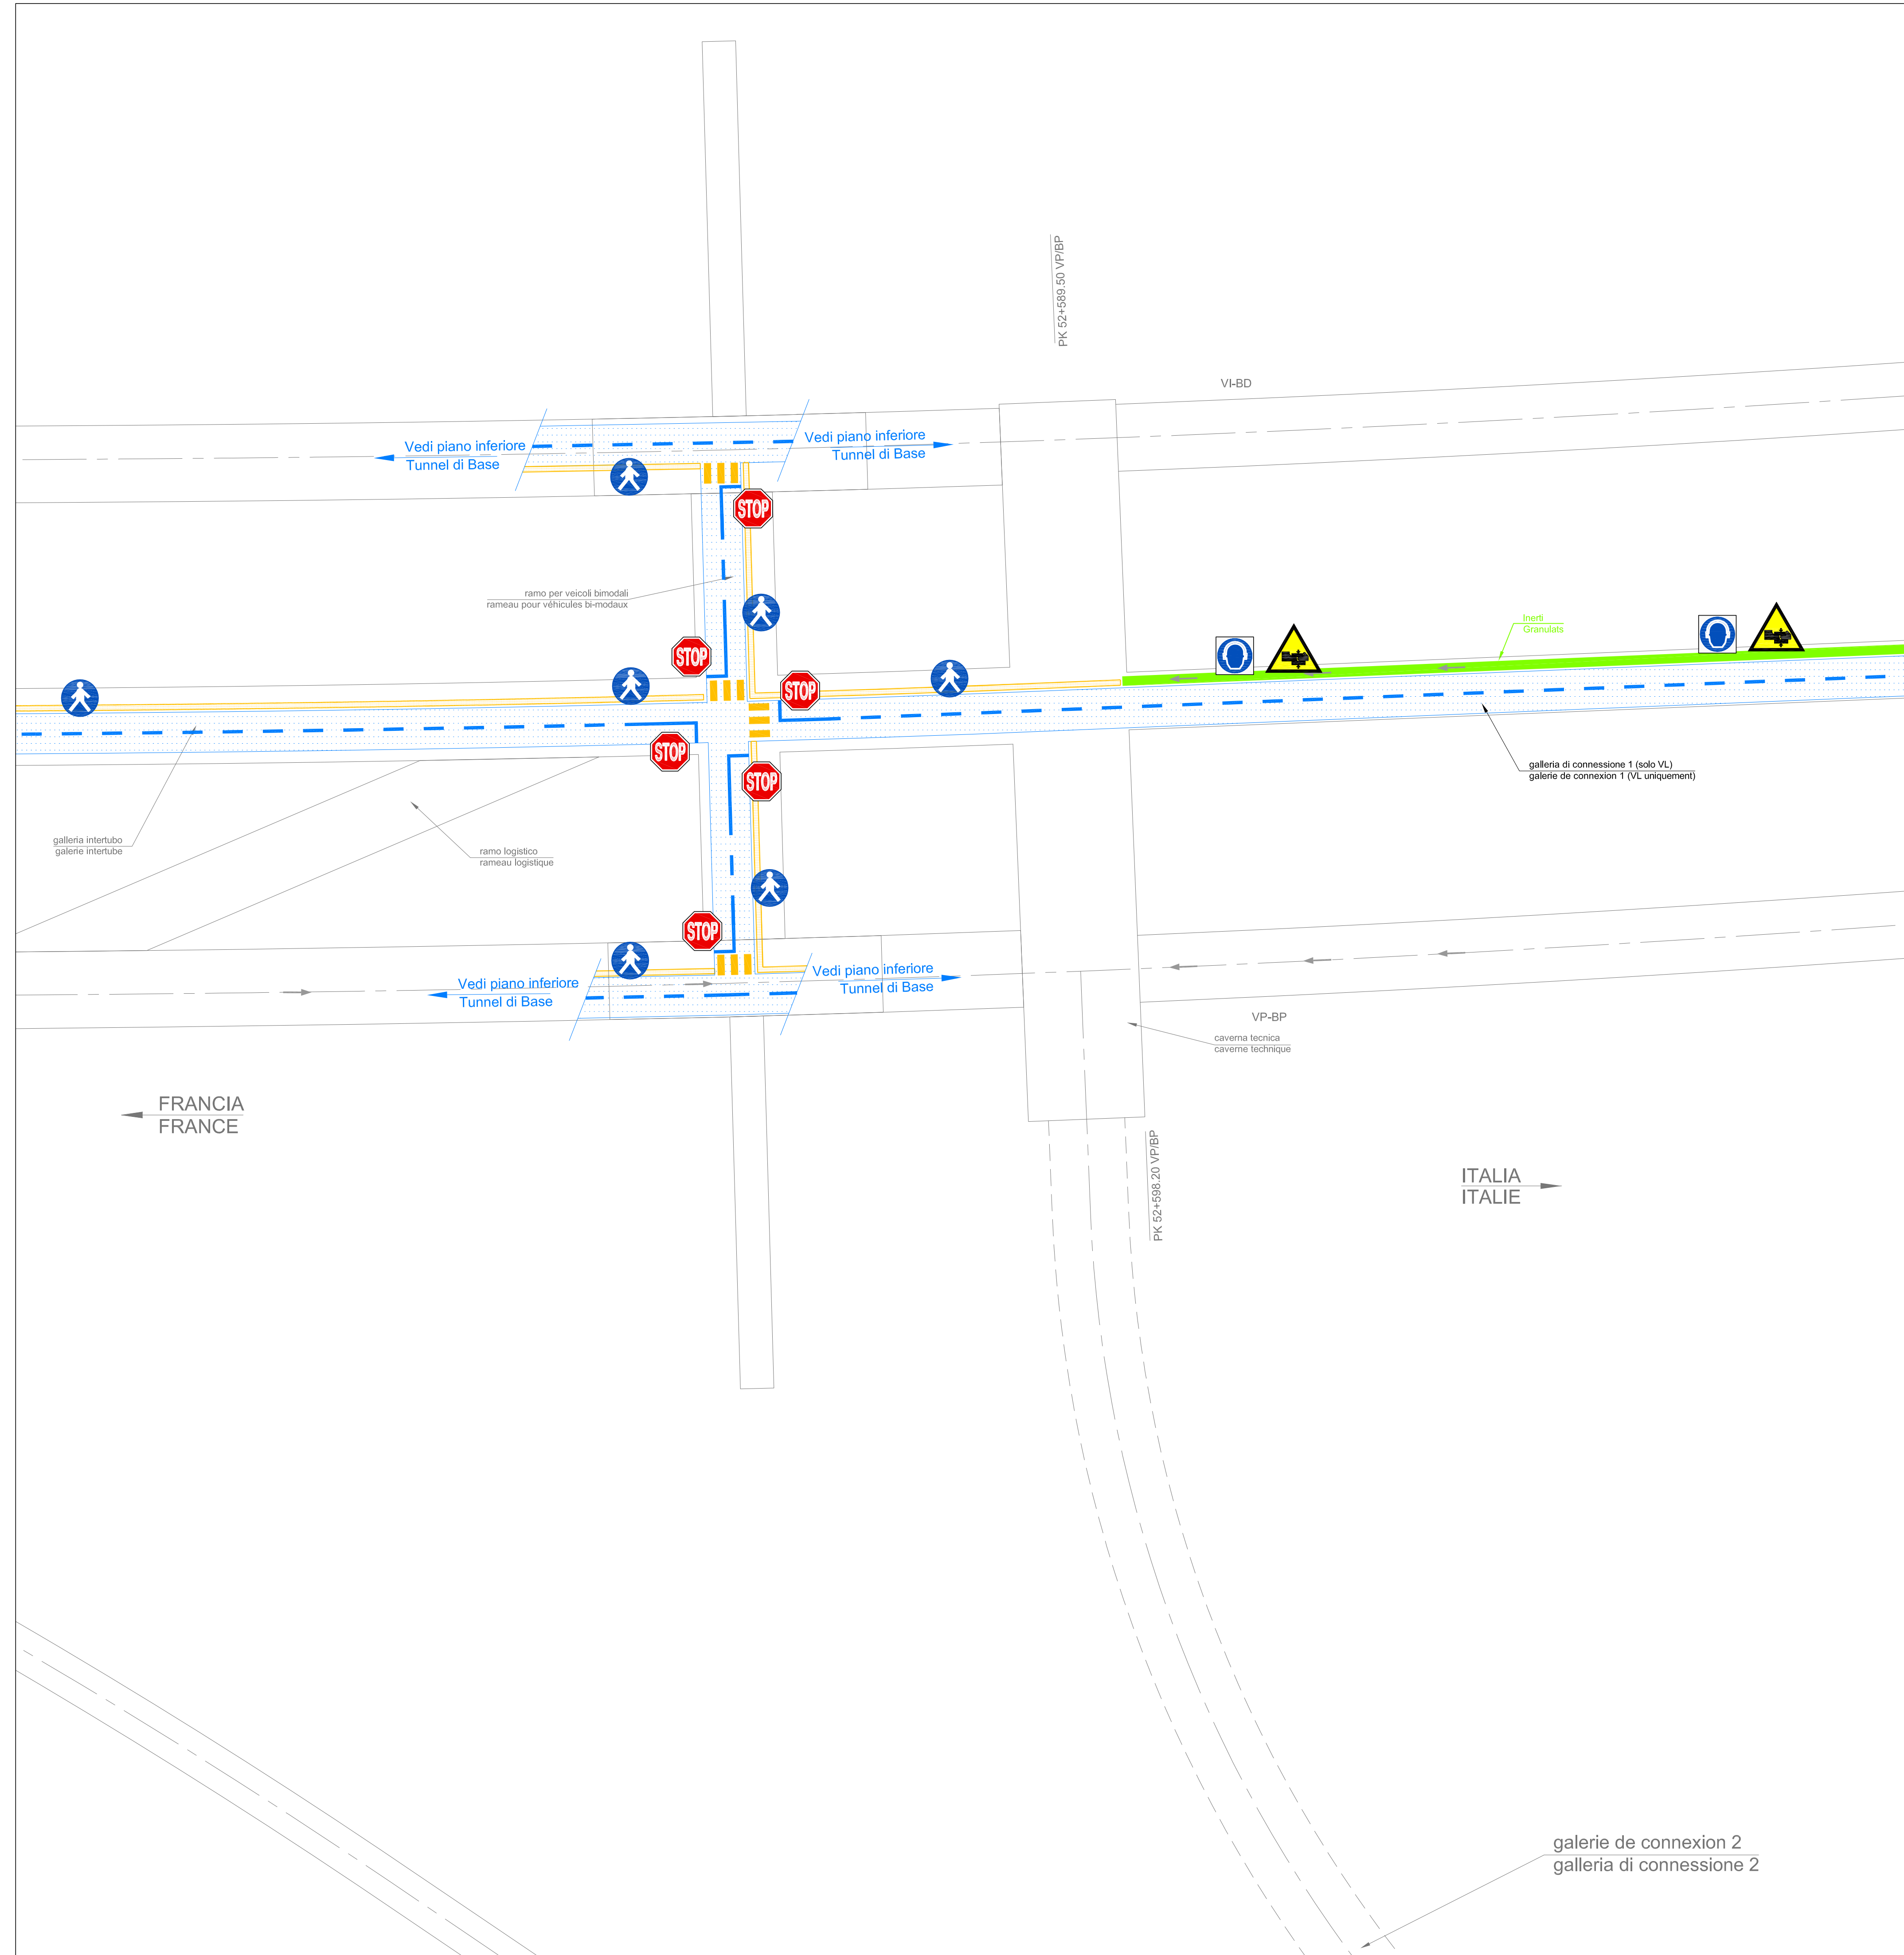 PK 52+589.50 VP/BP
VI-BD
Vedi piano inferiore
Tunnel di Base
Vedi piano inferiore
Tunnel di Base
STOP
ramo per veicoli bimodali
rameau pour véhicules bi-modaux
Inerti
Granulats
STOP
STOP
STOP
STOP
galleria di connessione 1 (solo VL)
galerie de connexion 1 (VL uniquement)
galleria intertubo
galerie intertube
ramo logistico
rameau logistique
STOP
Vedi piano inferiore
Tunnel di Base
Vedi piano inferiore
Tunnel di Base
VP-BP
caverna tecnica
caverne technique
FRANCIA
FRANCE
PK 52+598.20 VP/BP
ITALIA
ITALIE
galerie de connexion 2
galleria di connessione 2